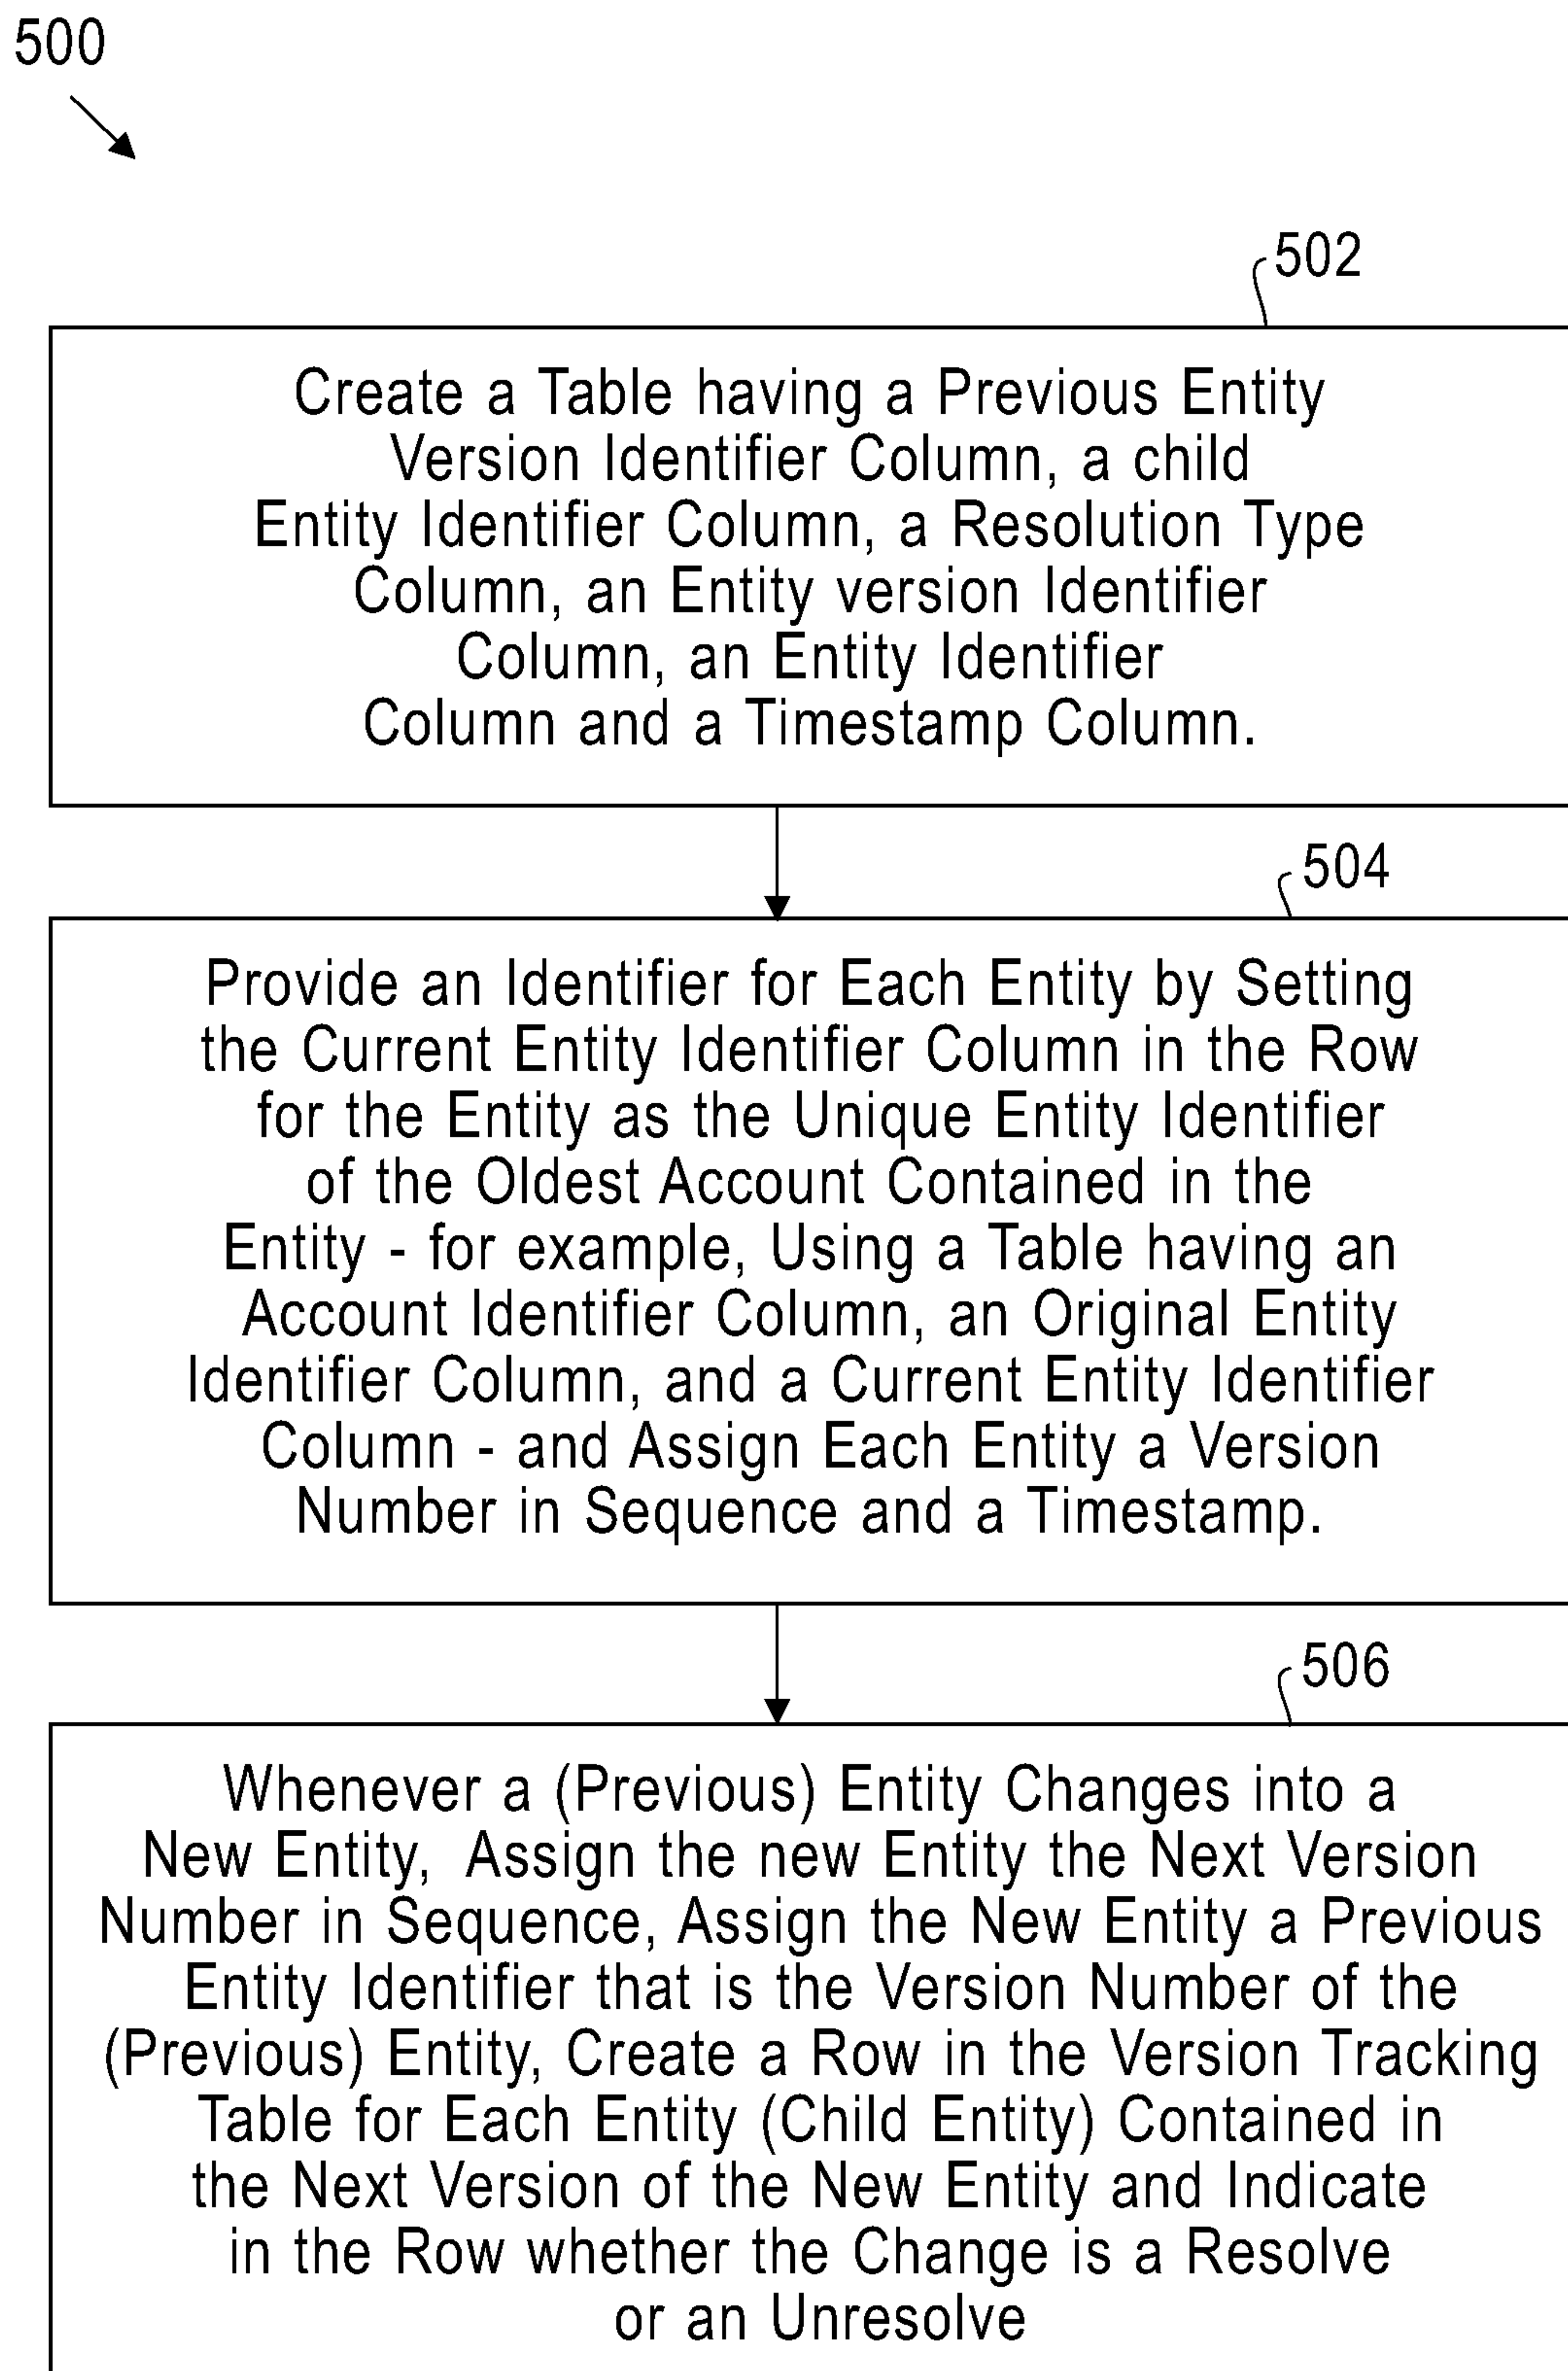 500
502
Create a Table having a Previous Entity
Version Identifier Column, a child
Entity Identifier Column, a Resolution Type
Column, an Entity version Identifier
Column, an Entity Identifier
Column and a Timestamp Column.
504
Provide an Identifier for Each Entity by Setting
the Current Entity Identifier Column in the Row
for the Entity as the Unique Entity Identifier
of the Oldest Account Contained in the
Entity - for example, Using a Table having an
Account Identifier Column, an Original Entity
Identifier Column, and a Current Entity Identifier
Column - and Assign Each Entity a Version
Number in Sequence and a Timestamp.
506
Whenever a (Previous) Entity Changes into a
New Entity, Assign the new Entity the Next Version
Number in Sequence, Assign the New Entity a Previous
Entity Identifier that is the Version Number of the
(Previous) Entity, Create a Row in the Version Tracking
Table for Each Entity (Child Entity) Contained in
the Next Version of the New Entity and Indicate
in the Row whether the Change is a Resolve
or an Unresolve